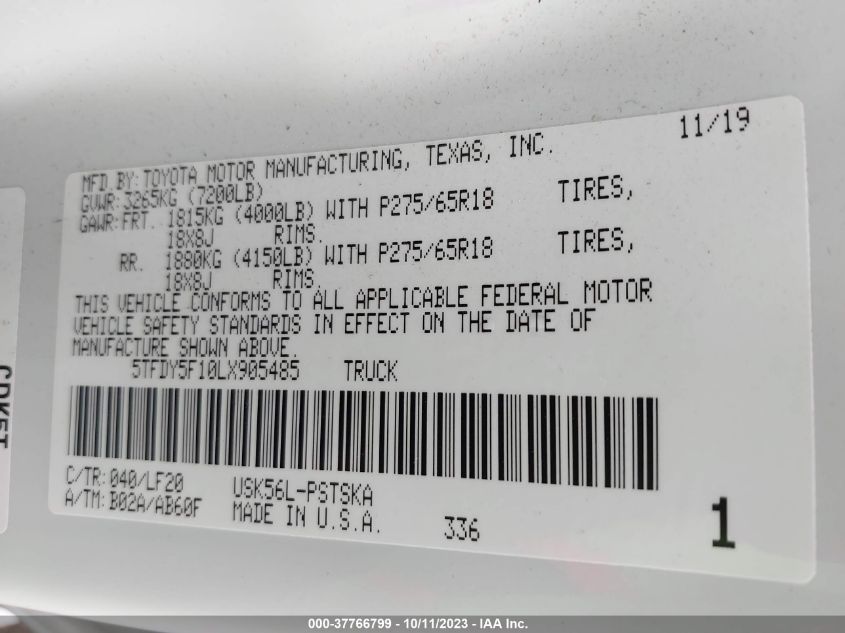 11/19
MFD BY:TOYOTA MOTOR MANUFACTURING, TEXAS, INC.
GVWR:3265KG (7200LB)
GAWR:FRT. 1815KG (4000LB) WITH P275/65R18 TIRES,
18X8J RIMS.
RR. 1880KG (4150LB) WITH P275/65R18 TIRES,
18X8J RIMS.
THIS VEHICLE CONFORMS TO ALL APPLICABLE FEDERAL MOTOR
VEHICLE SAFETY STANDARDS IN EFFECT ON THE DATE OF
MANUFACTURE SHOWN ABOVE.
5TFDY5F10LX905485 TRUCK
C/TR:040/LF20 USK56L-PSTSKA
A/TM:B02A/AB60F MADE IN U.S.A. 336 1
000-37766799 - 10/11/2023 - IAA Inc.